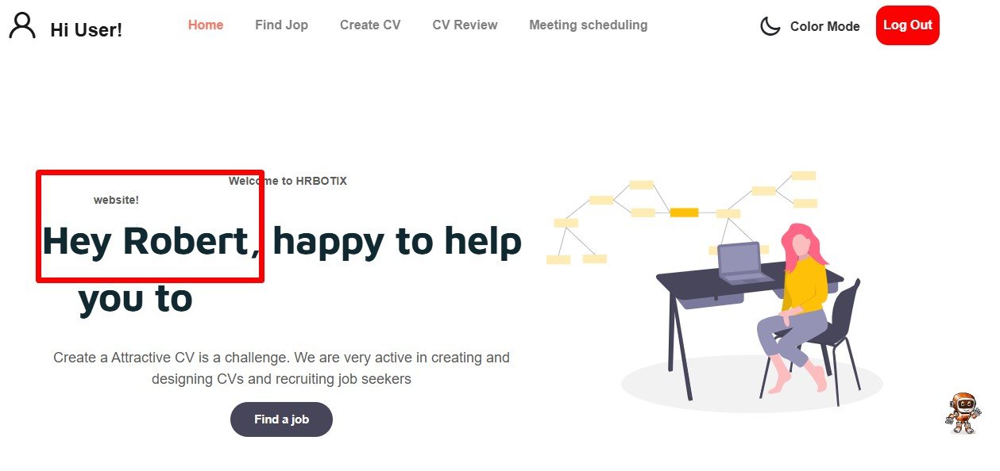 Hi User!
Home
Find Jop
Create CV
CV Review
Meeting scheduling
Color Mode
Log Out
Welcome to HRBOTIX
website!
Hey Robert, happy to help
you to
Create a Attractive CV is a challenge. We are very active in creating and
designing CVs and recruiting job seekers
Find a job